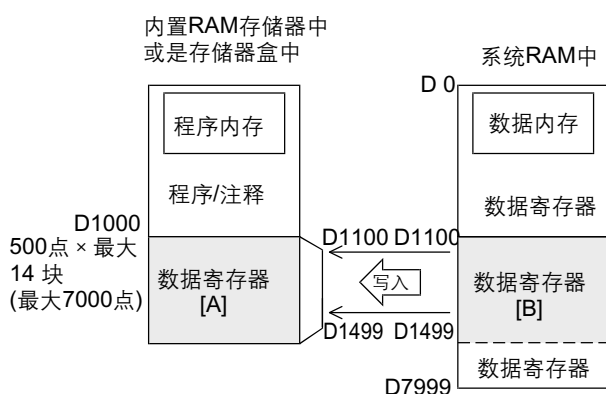 内置RAM存储器中
或是存储器盒中
系统RAM中
D 0
程序内存
数据内存
程序/注释
数据寄存器
D1000
500点 × 最大
14 块
(最大7000点)
D1100 D1100
数据寄存器
[A]
写入
数据寄存器
[B]
D1499 D1499
数据寄存器
D7999